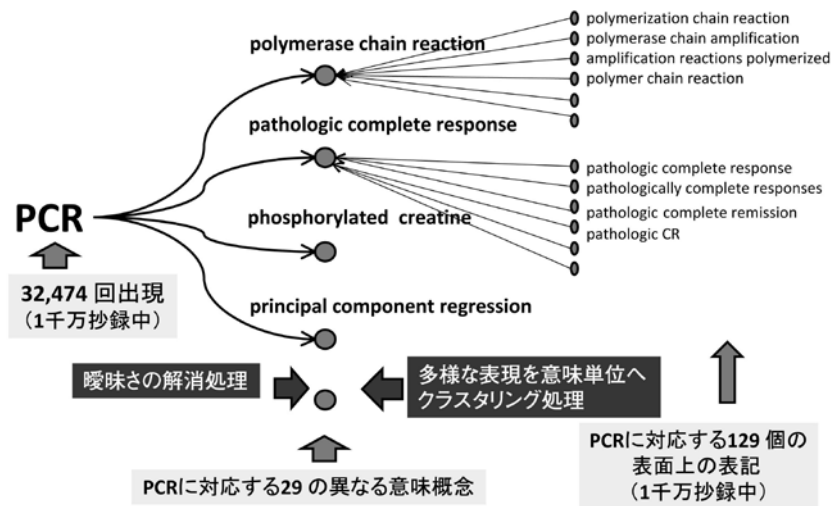 polymerase chain reaction
polymerization chain reaction
polymerase chain amplification
amplification reactions polymerized
polymer chain reaction
pathologic complete response
pathologic complete response
pathologically complete responses
pathologic complete remission
pathologic CR
PCR
phosphorylated creatine
principal component regression
32,474 回出現
（1千万抄録中）
曖昧さの解消処理
多様な表現を意味単位へ
クラスタリング処理
PCRに対応する29 の異なる意味概念
PCRに対応する129 個の
表面上の表記
（1千万抄録中）